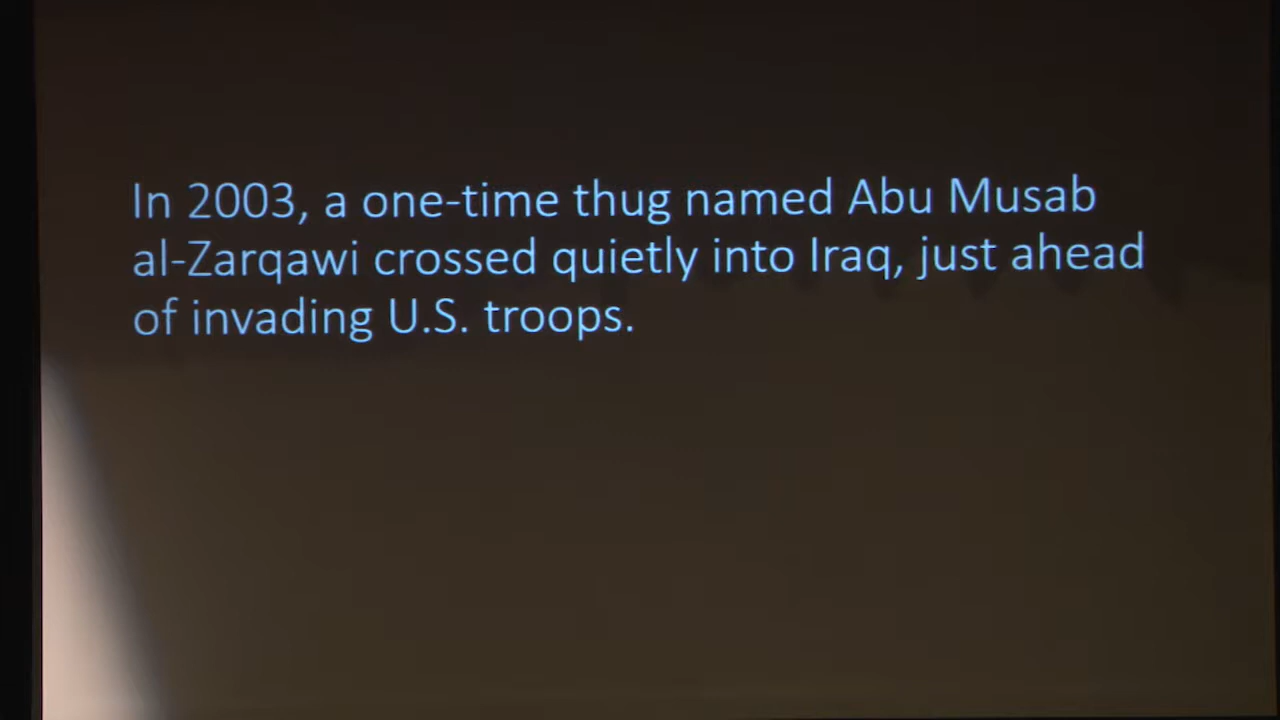 In 2003, a one-time thug named Abu Musab
al-Zarqawi crossed quietly into Iraq, just ahead
of invading U.S. troops.